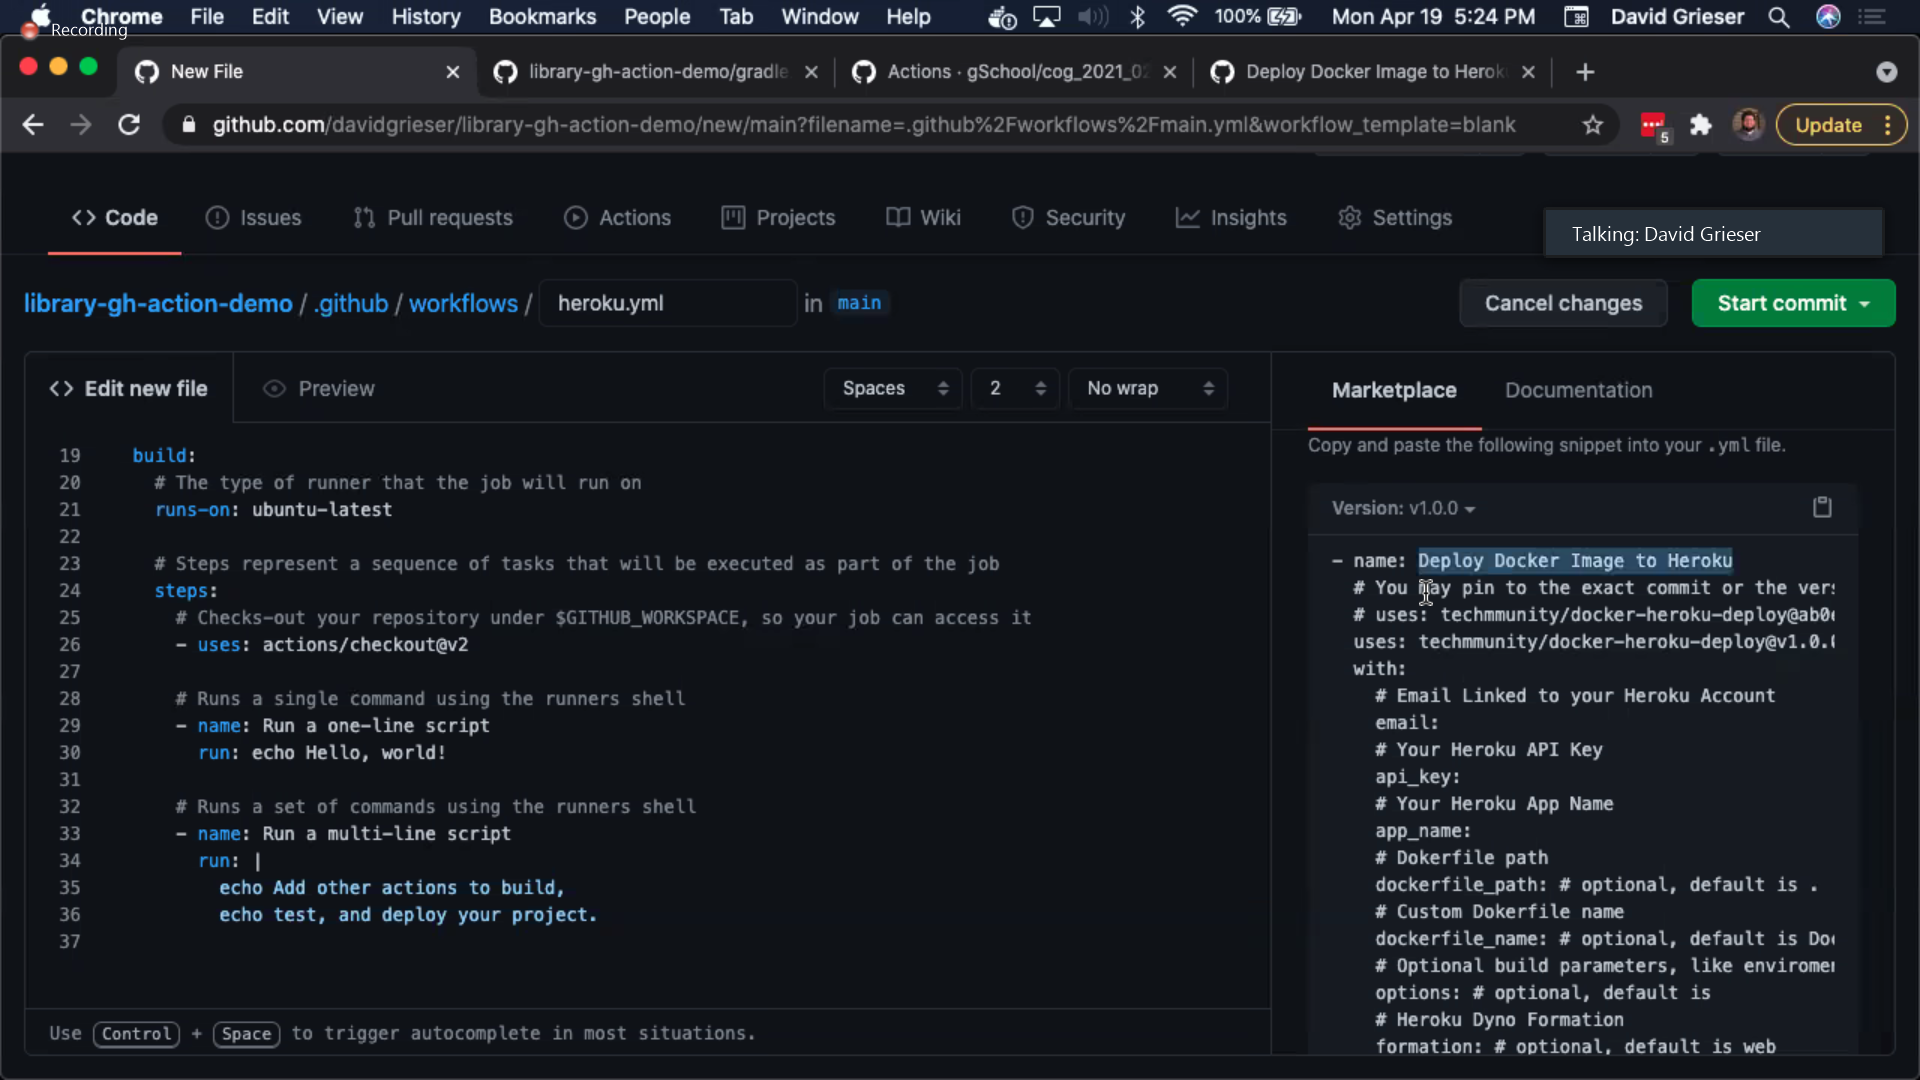 Chrome File Edit View History Bookmarks People Tab Window Help 100% Mon Apr 19 5:24 PM David Grieser
Recording
New File library-gh-action-demo/gradle Actions · gSchool/cog_2021_02 Deploy Docker Image to Herok
github.com/davidgrieser/library-gh-action-demo/new/main?filename=.github%2Fworkflows%2Fmain.yml&workflow_template=blank 5 Update
Code Issues Pull requests Actions Projects Wiki Security Insights Settings
Talking: David Grieser
library-gh-action-demo / .github / workflows / heroku.yml in main Cancel changes Start commit
Edit new file Preview Spaces 2 No wrap
19 build:
20 # The type of runner that the job will run on
21 runs-on: ubuntu-latest
22
23 # Steps represent a sequence of tasks that will be executed as part of the job
24 steps:
25 # Checks-out your repository under $GITHUB_WORKSPACE, so your job can access it
26 - uses: actions/checkout@v2
27
28 # Runs a single command using the runners shell
29 - name: Run a one-line script
30 run: echo Hello, world!
31
32 # Runs a set of commands using the runners shell
33 - name: Run a multi-line script
34 run: |
35 echo Add other actions to build,
36 echo test, and deploy your project.
37
Use Control + Space to trigger autocomplete in most situations.
Marketplace Documentation
Copy and paste the following snippet into your .yml file.
Version: v1.0.0
- name: Deploy Docker Image to Heroku
# You may pin to the exact commit or the vers
# uses: techmmunity/docker-heroku-deploy@ab0
uses: techmmunity/docker-heroku-deploy@v1.0.
with:
# Email Linked to your Heroku Account
email:
# Your Heroku API Key
api_key:
# Your Heroku App Name
app_name:
# Dokerfile path
dockerfile_path: # optional, default is .
# Custom Dokerfile name
dockerfile_name: # optional, default is Do
# Optional build parameters, like enviromen
options: # optional, default is
# Heroku Dyno Formation
formation: # optional, default is web